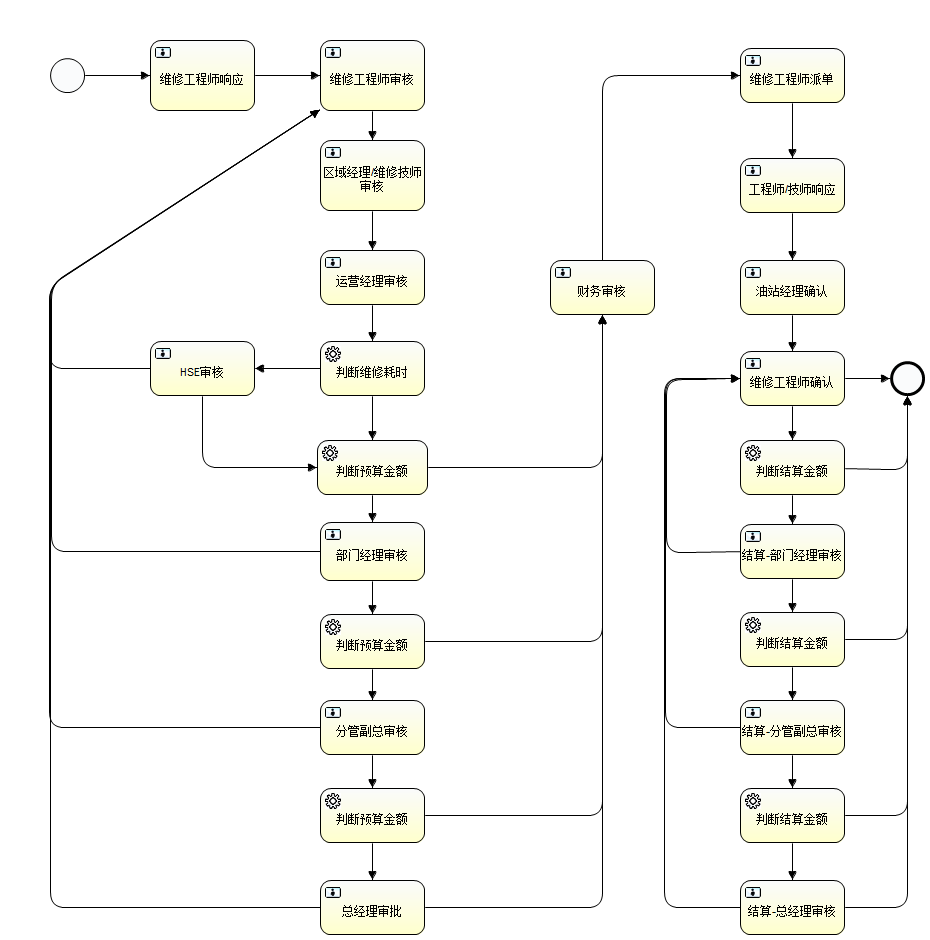 维修工程师响应
维修工程师审核
区域经理/维修技师
审核
运营经理审核
HSE审核
判断维修耗时
判断预算金额
部门经理审核
判断预算金额
分管副总审核
判断预算金额
总经理审批
财务审核
维修工程师派单
工程师/技师响应
油站经理确认
维修工程师确认
判断结算金额
结算-部门经理审核
判断结算金额
结算-分管副总审核
判断结算金额
结算-总经理审核